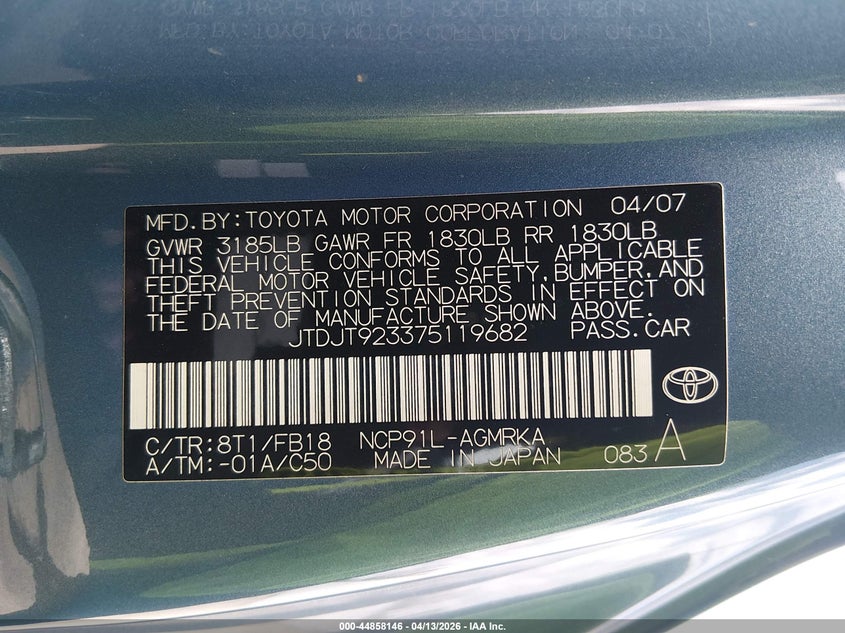 MFD.BY:TOYOTA MOTOR CORPORATION 04/07
GVWR 3185LB GAWR FR 1830LB RR 1830LB
THIS VEHICLE CONFORMS TO ALL APPLICABLE
FEDERAL MOTOR VEHICLE SAFETY,BUMPER,AND
THEFT PREVENTION STANDARDS IN EFFECT ON
THE DATE OF MANUFACTURE SHOWN ABOVE.
JTDJT923375119682 PASS.CAR
C/TR:8T1/FB18 NCP91L-AGMRKA
A/TM:-01A/C50 MADE IN JAPAN 083 A
000-44858146 - 04/13/2026 - IAA Inc.